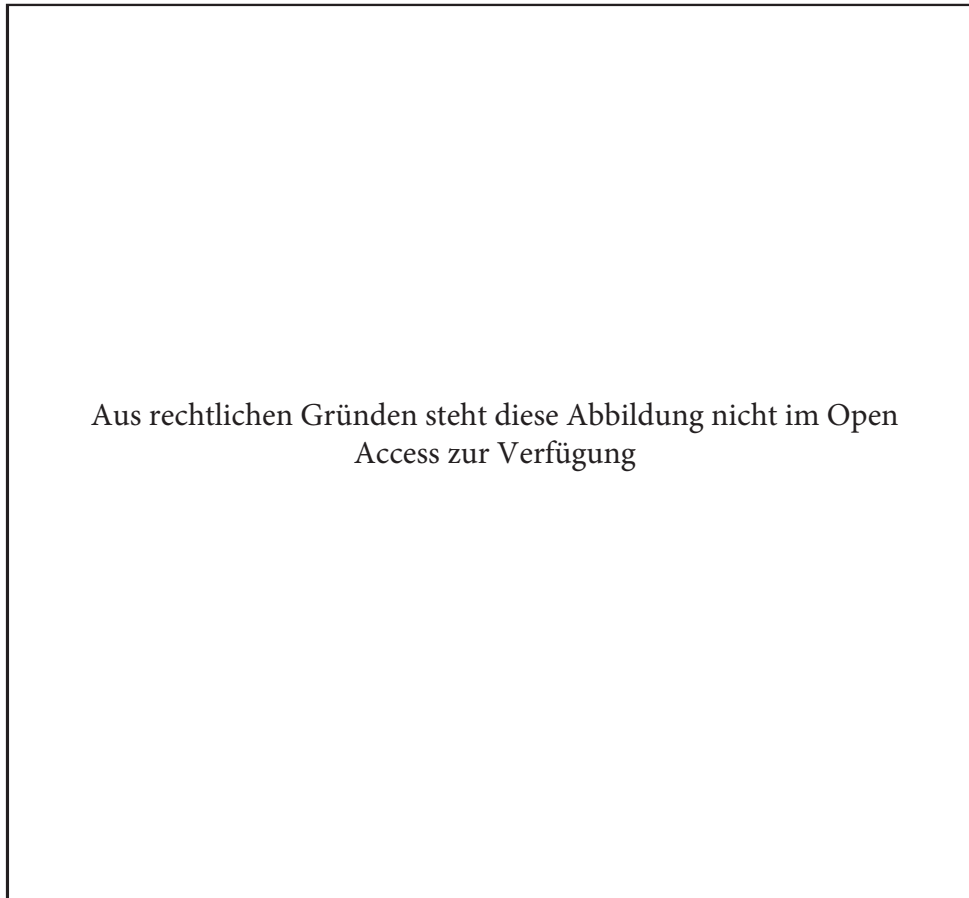 Aus rechtlichen Gründen steht diese Abbildung nicht im Open
Access zur Verfügung